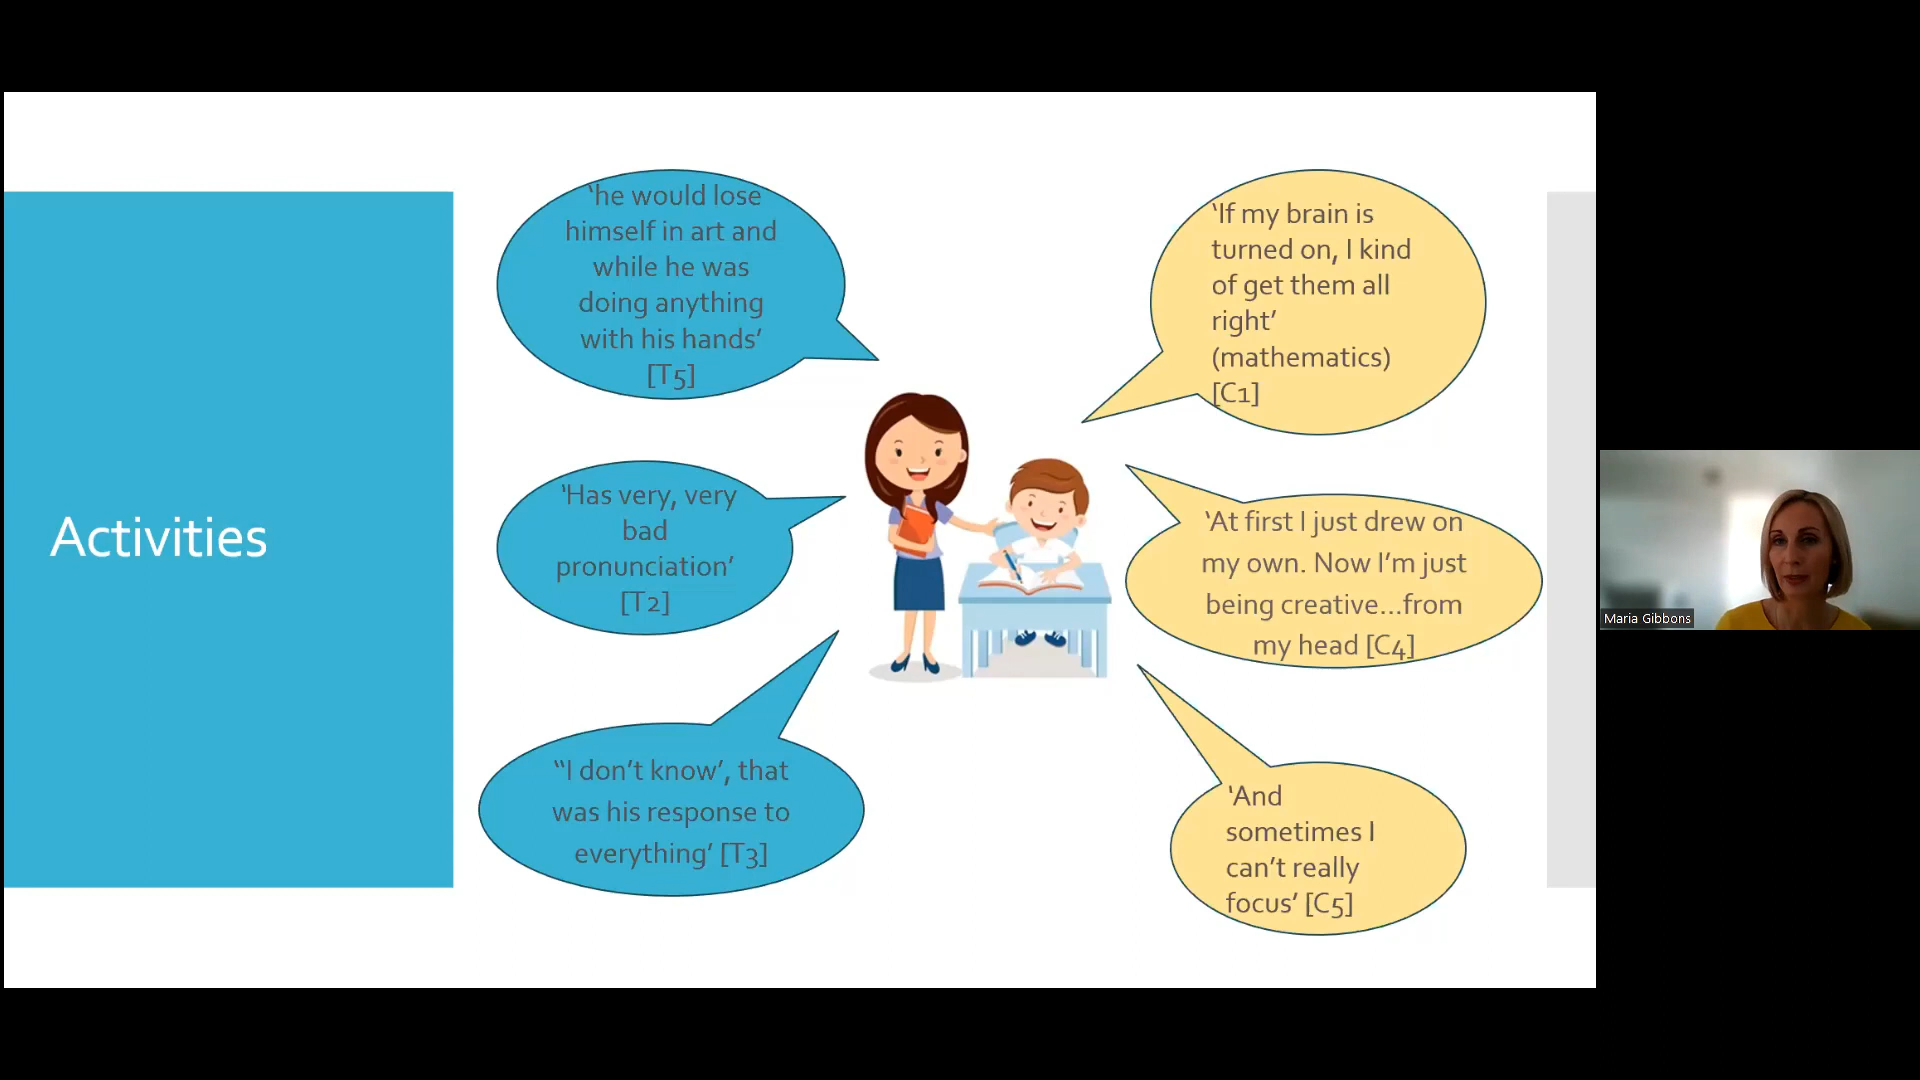 Activities
‘he would lose
himself in art and
while he was
doing anything
with his hands’
[T5]
‘Has very, very
bad
pronunciation’
[T2]
“I don’t know’, that
was his response to
everything’ [T3]
‘If my brain is
turned on, I kind
of get them all
right’
(mathematics)
[C1]
‘At first I just drew on
my own. Now I’m just
being creative…from
my head [C4]
‘And
sometimes I
can’t really
focus’ [C5]
Maria Gibbons